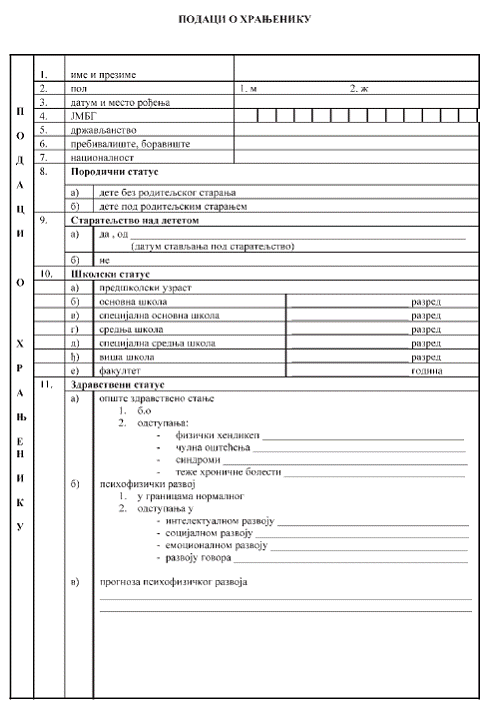 ПОДАЦИ О ХРАЊЕНИКУ
ПОДАЦИ О ХРАЊЕНИКУ
1. име и презиме
2. пол 1. м 2. ж
3. датум и место рођења
4. ЈМБГ
5. држављанство
6. пребивалиште, боравиште
7. националност
8. Породични статус
а) дете без родитељског старања
б) дете под родитељским старањем
9. Старатељство над дететом
а) да , од
(датум стављања под старатељство)
б) не
10. Школски статус
а) предшколски узраст
б) основна школа разред
в) специјална основна школа разред
г) средња школа разред
д) специјална средња школа разред
ђ) виша школа разред
е) факултет година
11. Здравствени статус
а) опште здравствено стање
1. б.о
2. одступања:
- физички хендикеп
- чулна оштећења
- синдроми
- теже хроничне болести
б) психофизички развој
1. у границама нормалног
2. одступања у
- интелектуалном развоју
- социјалном развоју
- емоционалном развоју
- развоју говора
в) прогноза психофизичког развоја